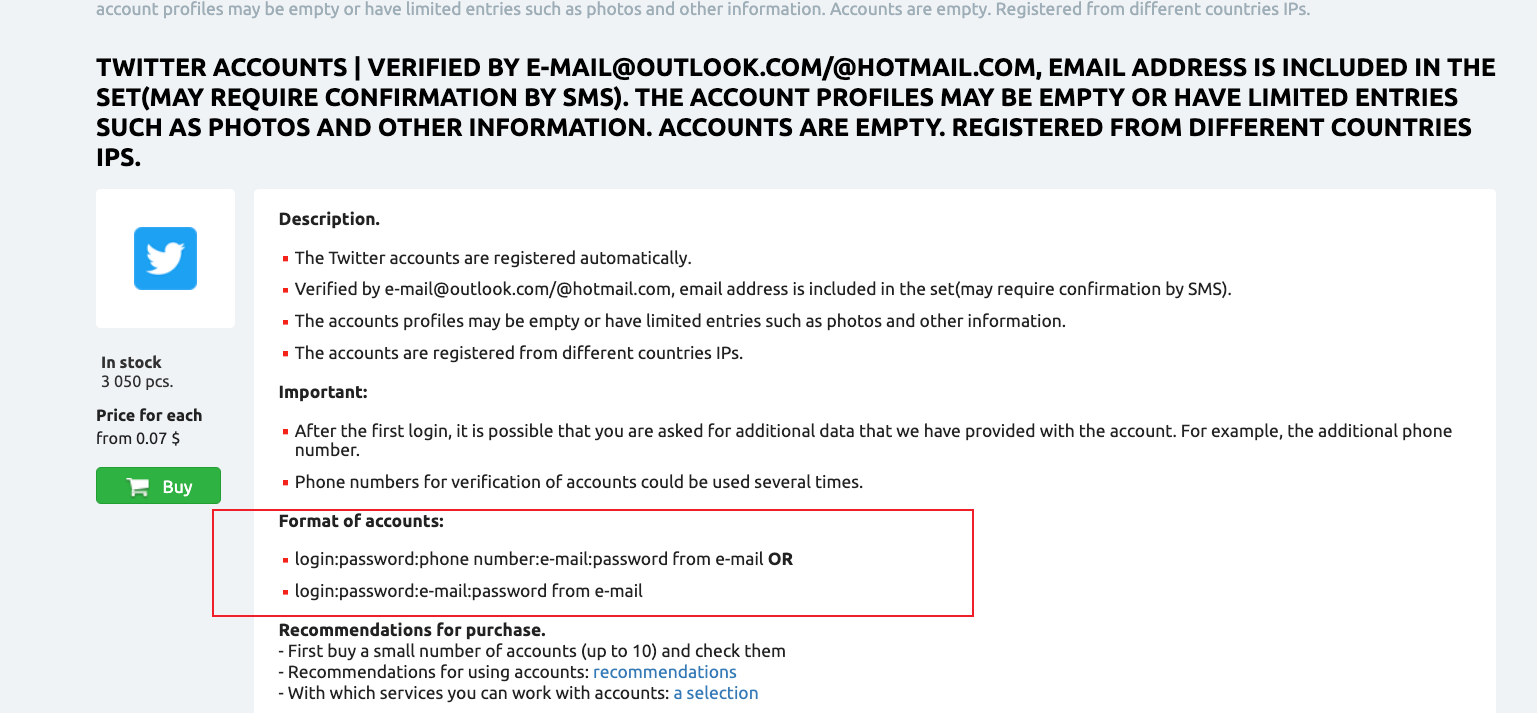 account profiles may be empty or have limited entries such as photos and other information. Accounts are empty. Registered from different countries IPs.
TWITTER ACCOUNTS | VERIFIED BY E-MAIL@OUTLOOK.COM/@HOTMAIL.COM, EMAIL ADDRESS IS INCLUDED IN THE
SET(MAY REQUIRE CONFIRMATION BY SMS). THE ACCOUNT PROFILES MAY BE EMPTY OR HAVE LIMITED ENTRIES
SUCH AS PHOTOS AND OTHER INFORMATION. ACCOUNTS ARE EMPTY. REGISTERED FROM DIFFERENT COUNTRIES
IPS.
In stock
3 050 pcs.
Price for each
from 0.07 $
Buy
Description.
The Twitter accounts are registered automatically.
Verified by e-mail@outlook.com/@hotmail.com, email address is included in the set(may require confirmation by SMS).
The accounts profiles may be empty or have limited entries such as photos and other information.
The accounts are registered from different countries IPs.
Important:
After the first login, it is possible that you are asked for additional data that we have provided with the account. For example, the additional phone
number.
Phone numbers for verification of accounts could be used several times.
Format of accounts:
login:password:phone number:e-mail:password from e-mail OR
login:password:e-mail:password from e-mail
Recommendations for purchase.
- First buy a small number of accounts (up to 10) and check them
- Recommendations for using accounts: recommendations
- With which services you can work with accounts: a selection